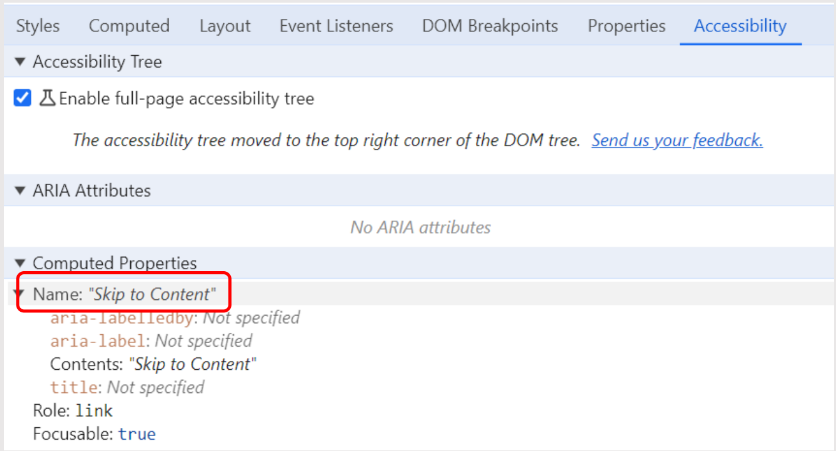 Styles Computed Layout Event Listeners DOM Breakpoints Properties Accessibility
Accessibility Tree
Enable full-page accessibility tree
The accessibility tree moved to the top right corner of the DOM tree. Send us your feedback.
ARIA Attributes
No ARIA attributes
Computed Properties
Name: "Skip to Content"
aria-labelledby: Not specified
aria-label: Not specified
Contents: "Skip to Content"
title: Not specified
Role: link
Focusable: true